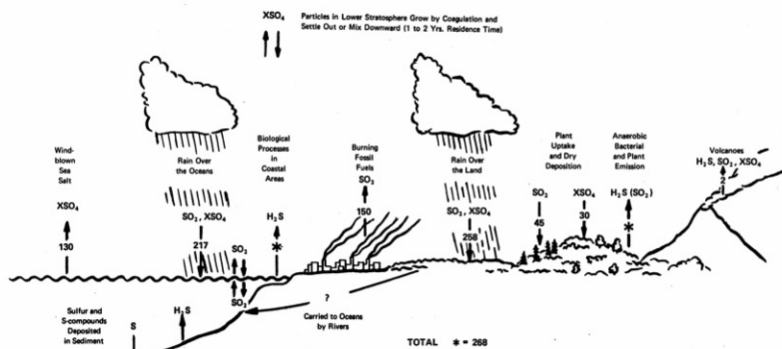 XSO₄ Particles in Lower Stratosphere Grow by Coagulation and
Settle Out or Mix Downward (1 to 2 Yrs. Residence Time)
Wind-
blown
Sea
Salt
XSO₄
130
Rain Over
the Oceans
SO₂, XSO₄
217
SO₂
SO₂
Biological
Processes
in
Coastal
Areas
H₂S
*
Burning
Fossil
Fuels
SO₂
150
Rain Over
the Land
SO₂, XSO₄
258
Plant
Uptake
and Dry
Deposition
SO₂
45
XSO₄
30
Anaerobic
Bacterial
and Plant
Emission
H₂S (SO₂)
*
Volcanoes
H₂S, SO₂, XSO₄
2
Sulfur and
S-compounds
Deposited
in Sediment
S
H₂S
?
Carried to Oceans
by Rivers
TOTAL * = 268